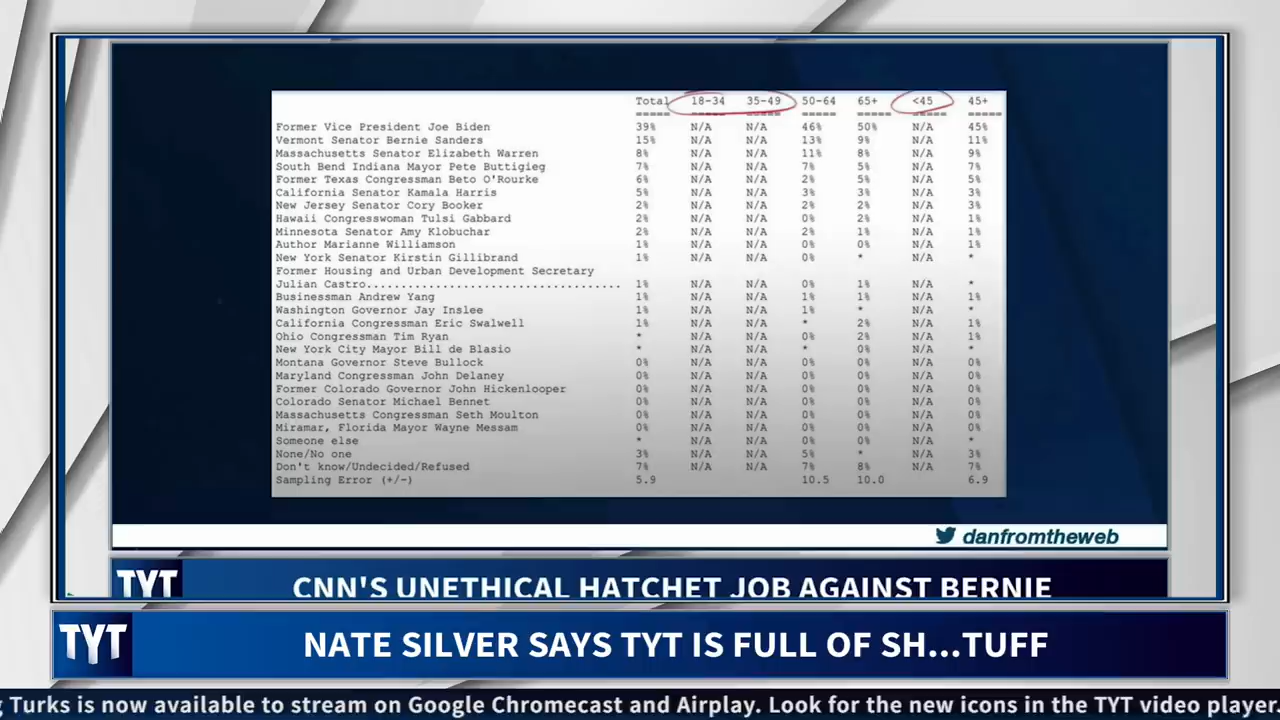 Total 18-34 35-49 50-64 65+ <45 45+
===== ===== ===== ===== ===== ===== =====
Former Vice President Joe Biden 39% N/A N/A 46% 50% N/A 45%
Vermont Senator Bernie Sanders 15% N/A N/A 13% 9% N/A 11%
Massachusetts Senator Elizabeth Warren 8% N/A N/A 11% 8% N/A 9%
South Bend Indiana Mayor Pete Buttigieg 7% N/A N/A 7% 5% N/A 7%
Former Texas Congressman Beto O'Rourke 6% N/A N/A 2% 5% N/A 5%
California Senator Kamala Harris 5% N/A N/A 3% 3% N/A 3%
New Jersey Senator Cory Booker 2% N/A N/A 2% 2% N/A 3%
Hawaii Congresswoman Tulsi Gabbard 2% N/A N/A 0% 2% N/A 1%
Minnesota Senator Amy Klobuchar 2% N/A N/A 2% 1% N/A 1%
Author Marianne Williamson 1% N/A N/A 0% 0% N/A 1%
New York Senator Kirstin Gillibrand 1% N/A N/A 0% * N/A *
Former Housing and Urban Development Secretary
Julian Castro.................................... 1% N/A N/A 0% 1% N/A *
Businessman Andrew Yang 1% N/A N/A 1% 1% N/A 1%
Washington Governor Jay Inslee 1% N/A N/A 1% * N/A *
California Congressman Eric Swalwell 1% N/A N/A * 2% N/A 1%
Ohio Congressman Tim Ryan * N/A N/A 0% 2% N/A 1%
New York City Mayor Bill de Blasio * N/A N/A * 0% N/A *
Montana Governor Steve Bullock 0% N/A N/A 0% 0% N/A 0%
Maryland Congressman John Delaney 0% N/A N/A 0% 0% N/A 0%
Former Colorado Governor John Hickenlooper 0% N/A N/A 0% 0% N/A 0%
Colorado Senator Michael Bennet 0% N/A N/A 0% 0% N/A 0%
Massachusetts Congressman Seth Moulton 0% N/A N/A 0% 0% N/A 0%
Miramar, Florida Mayor Wayne Messam 0% N/A N/A 0% 0% N/A 0%
Someone else * N/A N/A 0% 0% N/A *
None/No one 3% N/A N/A 5% * N/A 3%
Don't know/Undecided/Refused 7% N/A N/A 7% 8% N/A 7%
Sampling Error (+/-) 5.9 10.5 10.0 6.9
danfromtheweb
TYT CNN'S UNETHICAL HATCHET JOB AGAINST BERNIE
TYT NATE SILVER SAYS TYT IS FULL OF SH...TUFF
g Turks is now available to stream on Google Chromecast and Airplay. Look for the new icons in the TYT video player.